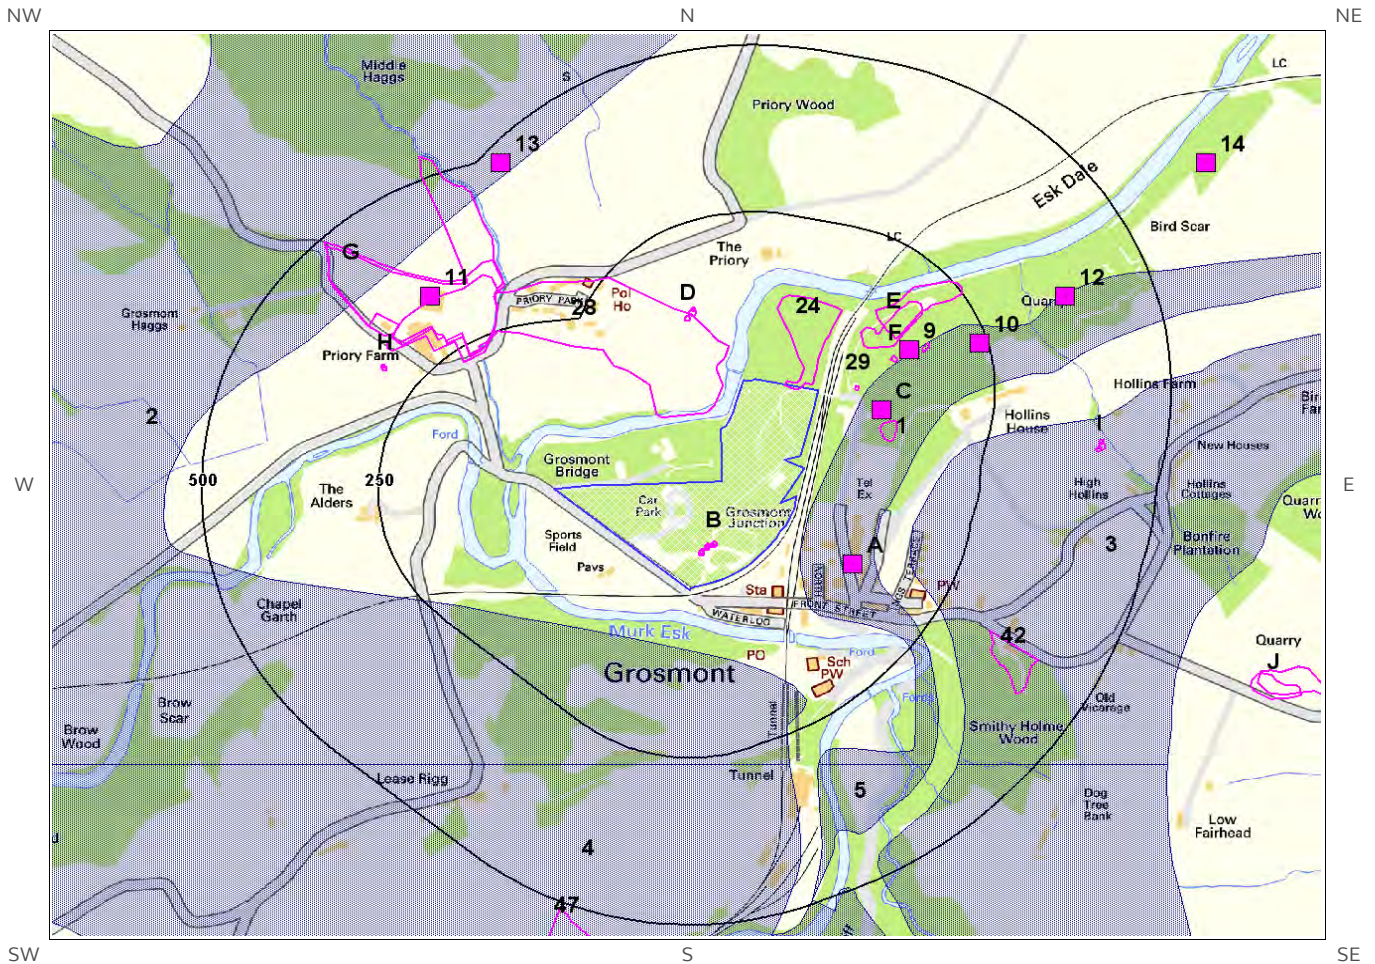 NW
N
NE
Middle
Haggs
S
LC
Priory Wood
13
14
Esk Dale
Bird Scar
LC
G
11
The
Priory
12
D
Pol
Ho
PRIORY PARK
28
24
E
F
9
10
Quarr
Grosmont
Haggs
H
Priory Farm
29
C
1
Hollins Farm
Hollins
House
I
2
Ford
New Houses
Grosmont
Bridge
500
250
The
Alders
Car
Park
B
Grosmont
Junction
Tel
Ex
High
Hollins
Hollins
Cottages
W
E
Sports
Field
Pavs
A
3
Bonfire
Plantation
Sta
FRONT STREET
PW
WATERLOO
Chapel
Garth
Murk Esk
42
Quarry
J
PO
Ford
Sch
PW
Grosmont
Fords
Old
Vicarage
Brow
Scar
Brow
Wood
Tunnel
Smithy Holme
Wood
Lease Rigg
Tunnel
5
Dog
Tree
Bank
Low
Fairhead
4
47
SW
S
SE